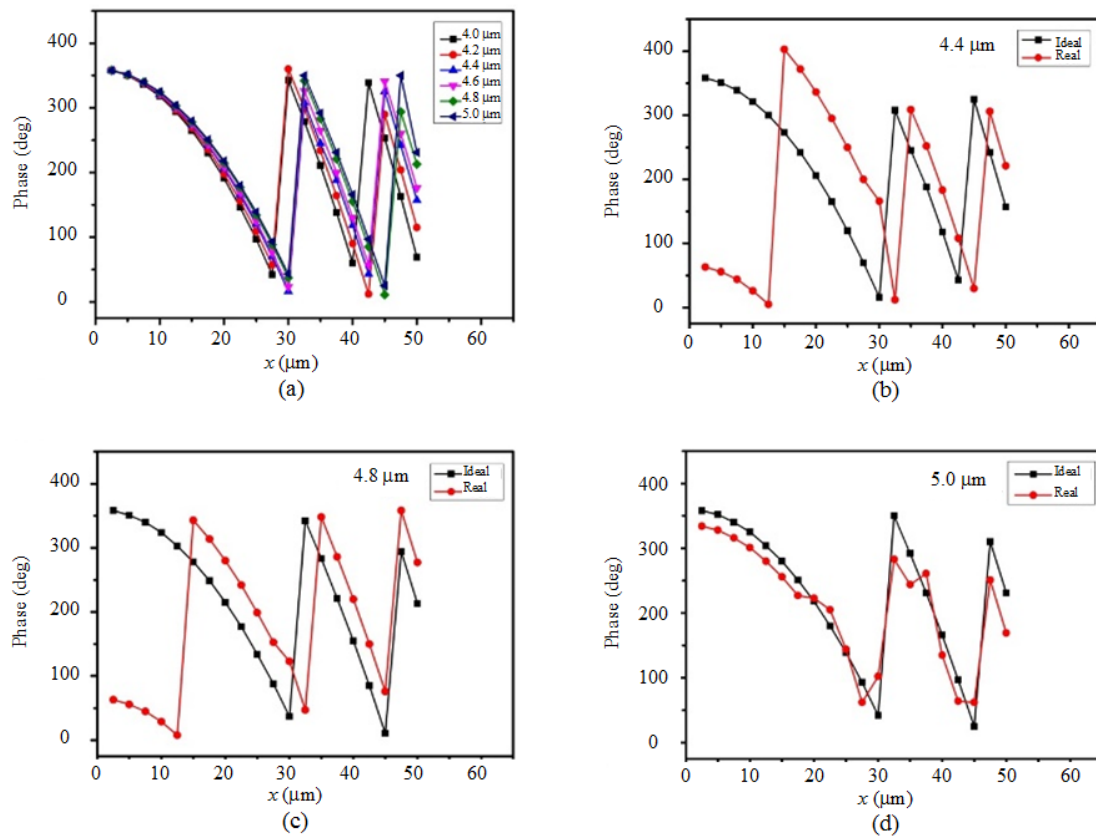 400
300
200
100
0
Phase (deg)
4.0 μm
4.2 μm
4.4 μm
4.6 μm
4.8 μm
5.0 μm
0 10 20 30 40 50 60
x (μm)
(a)
4.4 μm
Ideal
Real
400
300
200
100
0
Phase (deg)
0 10 20 30 40 50 60
x (μm)
(b)
4.8 μm
Ideal
Real
400
300
200
100
0
Phase (deg)
0 10 20 30 40 50 60
x (μm)
(c)
5.0 μm
Ideal
Real
400
300
200
100
0
Phase (deg)
0 10 20 30 40 50 60
x (μm)
(d)